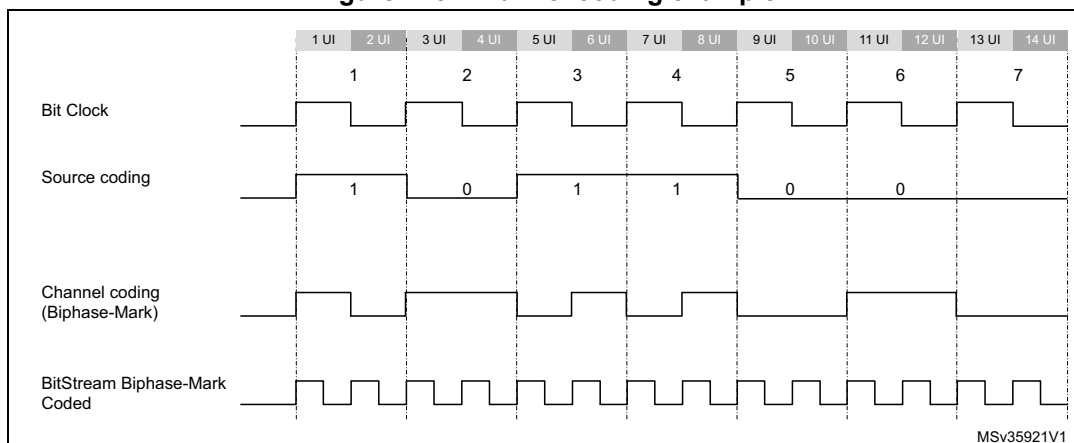 1 UI 2 UI 3 UI 4 UI 5 UI 6 UI 7 UI 8 UI 9 UI 10 UI 11 UI 12 UI 13 UI 14 UI
1 2 3 4 5 6 7
Bit Clock
Source coding
1 0 1 1 0 0
Channel coding
(Biphase-Mark)
BitStream Biphase-Mark
Coded
MSv35921V1